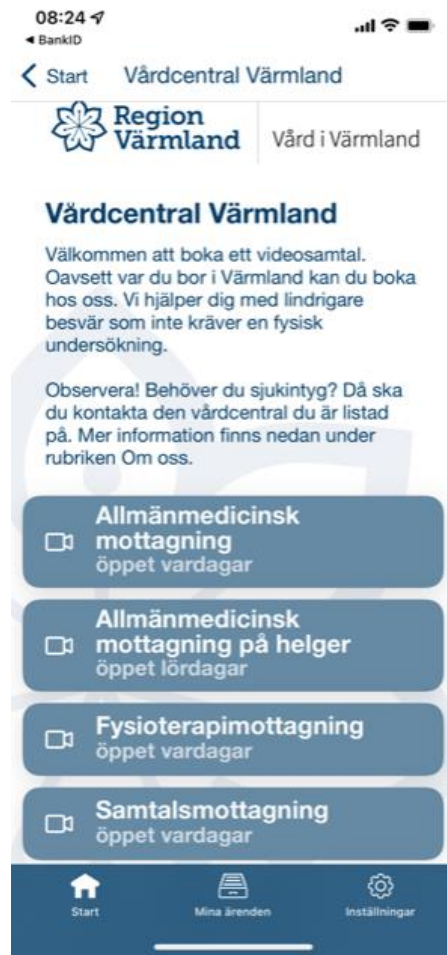 08:24
◀ BankID
Start Vårdcentral Värmland
Region
Värmland
Vård i Värmland
Vårdcentral Värmland
Välkommen att boka ett videosamtal.
Oavsett var du bor i Värmland kan du boka
hos oss. Vi hjälper dig med lindrigare
besvär som inte kräver en fysisk
undersökning.
Observera! Behöver du sjukintyg? Då ska
du kontakta den vårdcentral du är listad
på. Mer information finns nedan under
rubriken Om oss.
Allmänmedicinsk
mottagning
öppet vardagar
Allmänmedicinsk
mottagning på helger
öppet lördagar
Fysioterapimottagning
öppet vardagar
Samtalsmottagning
öppet vardagar
Start Mina ärenden Inställningar